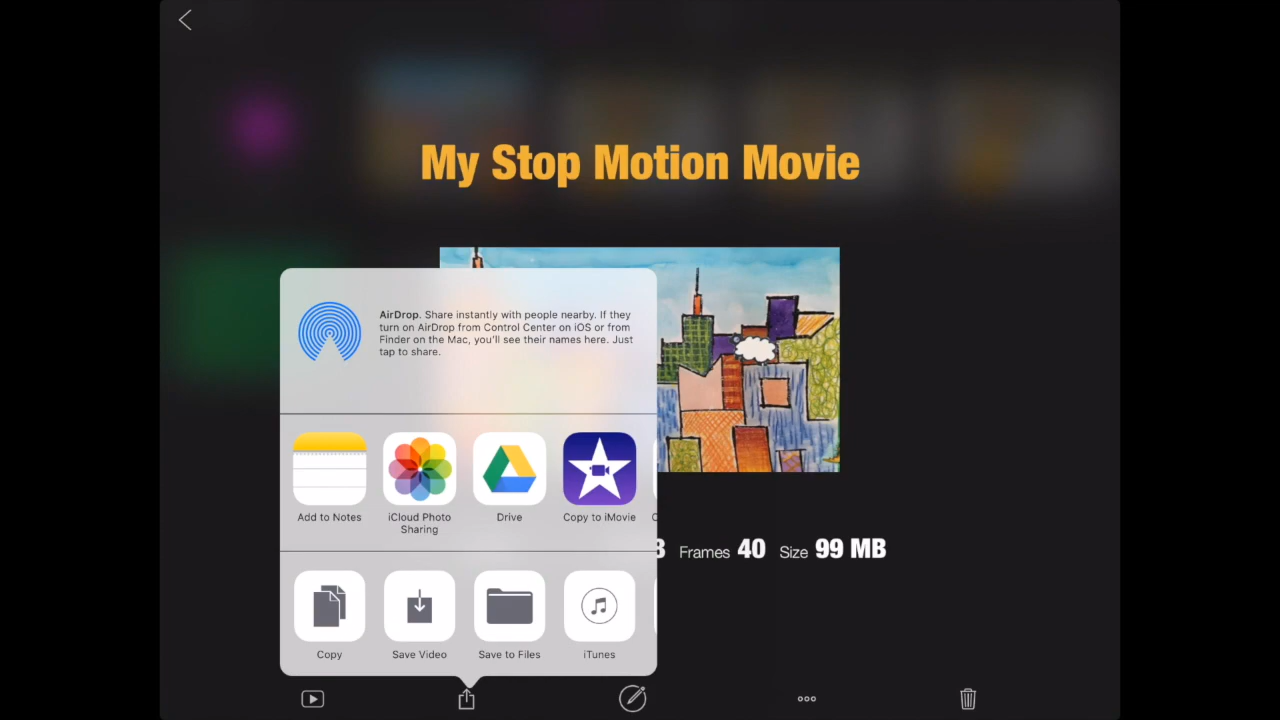 My Stop Motion Movie
AirDrop. Share instantly with people nearby. If they
turn on AirDrop from Control Center on iOS or from
Finder on the Mac, you'll see their names here. Just
tap to share.
Add to Notes
iCloud Photo
Sharing
Drive
Copy to iMovie
Frames 40 Size 99 MB
Copy
Save Video
Save to Files
iTunes